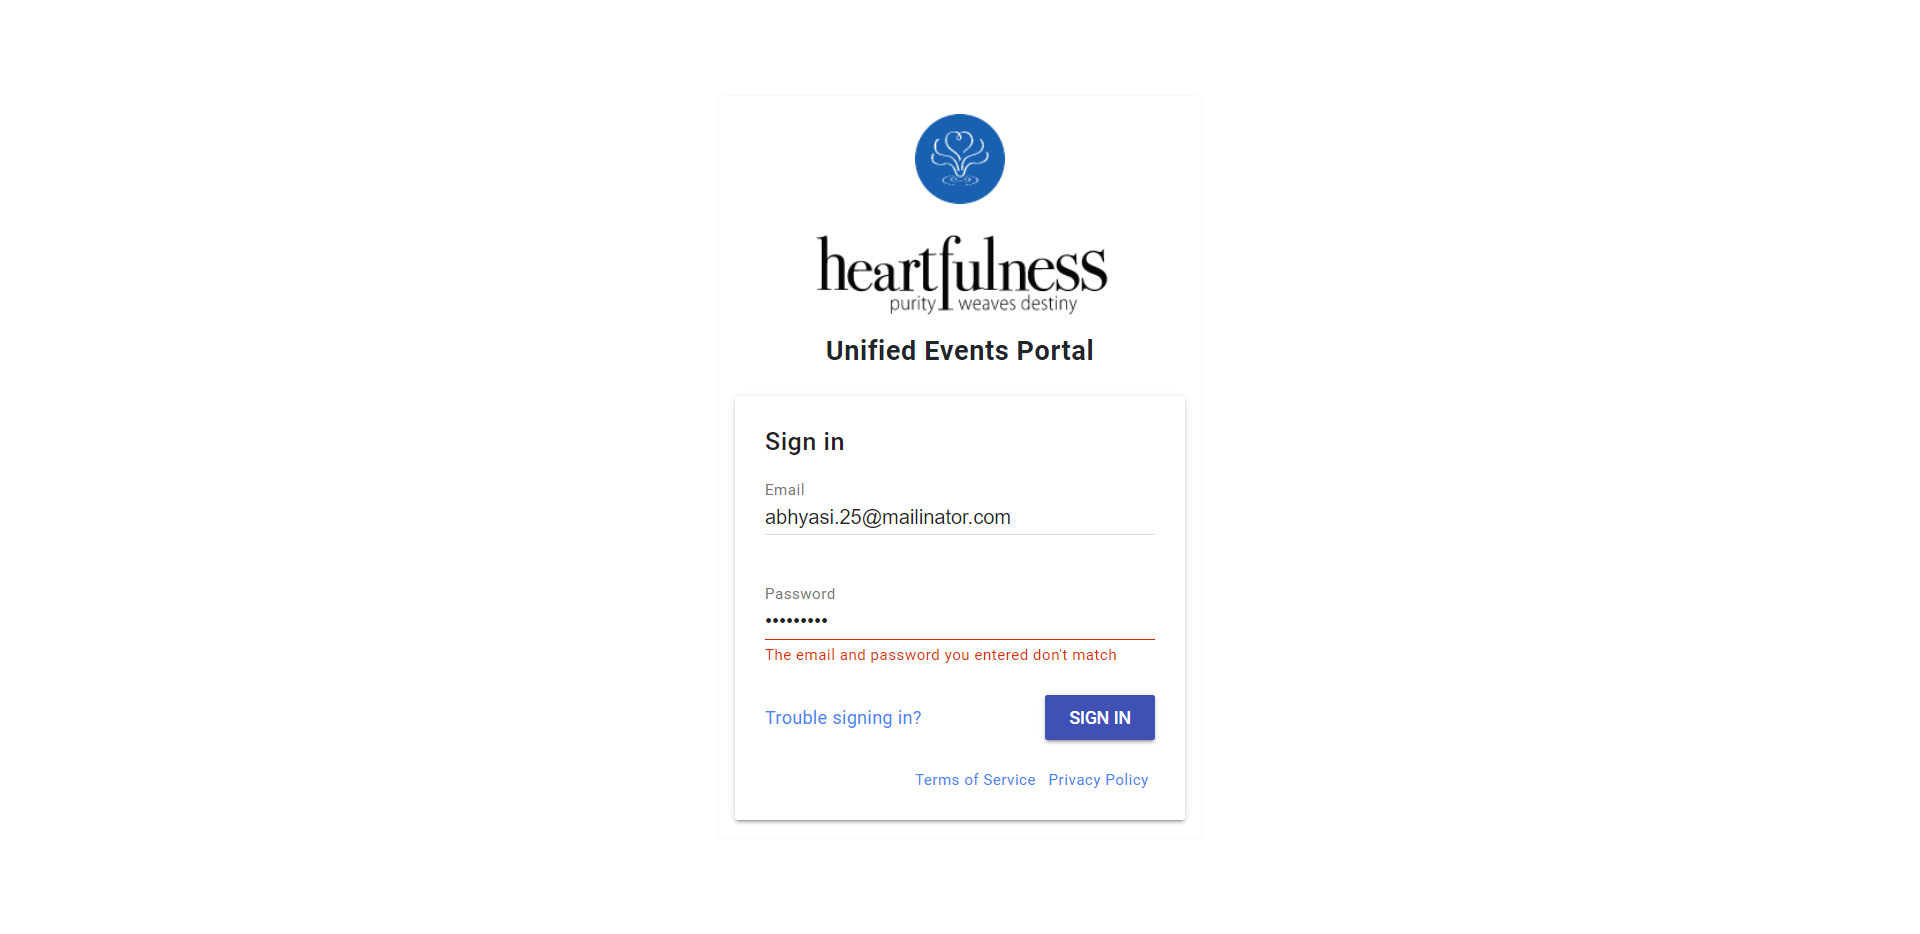 heartfulness
purity weaves destiny
Unified Events Portal
Sign in
Email
abhyasi.25@mailinator.com
Password
•••••••••
The email and password you entered don't match
Trouble signing in?
SIGN IN
Terms of Service Privacy Policy